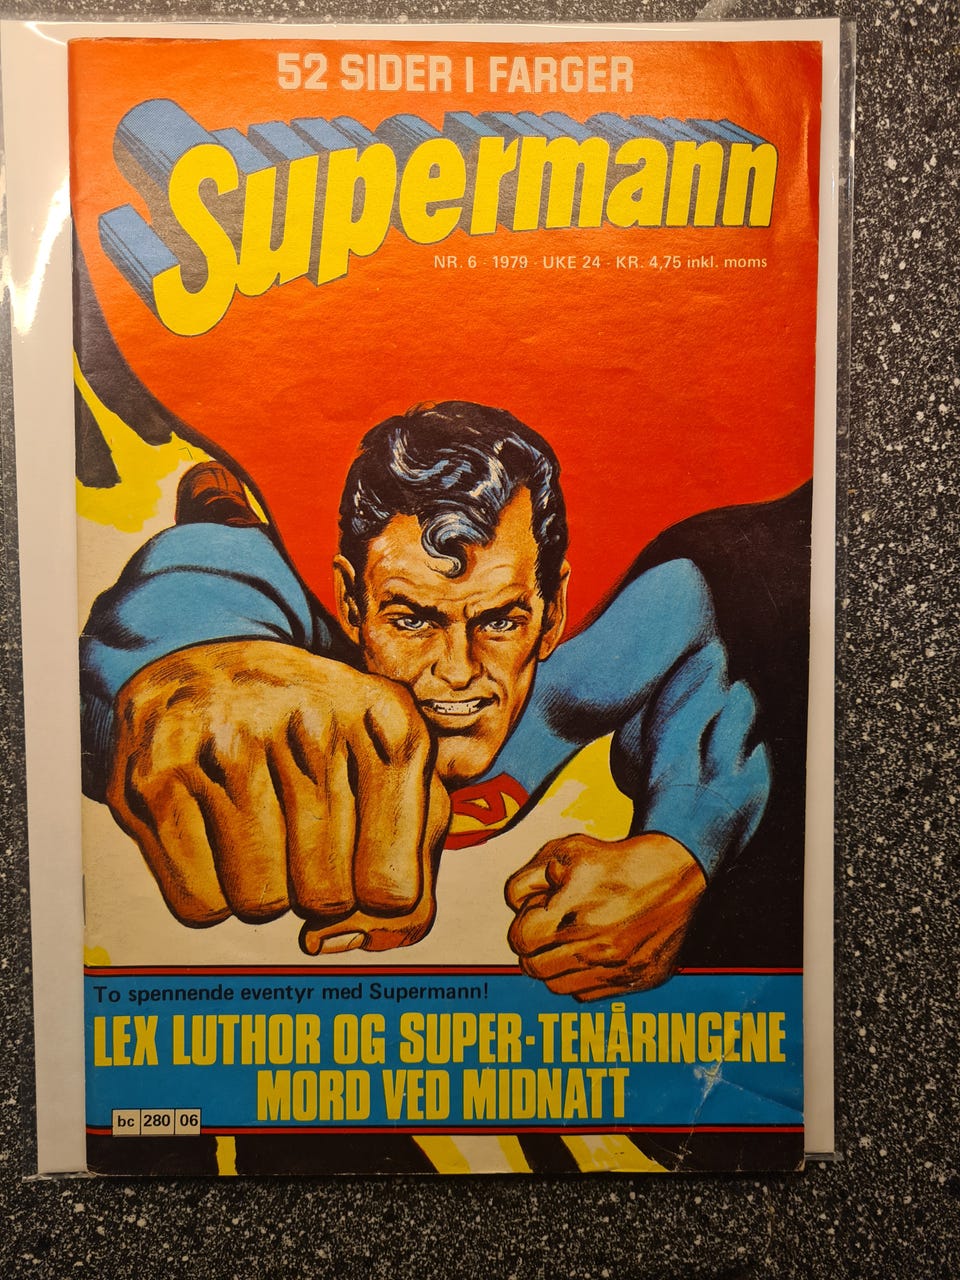 52 SIDER I FARGER
Supermann
NR. 6 · 1979 · UKE 24 · KR. 4,75 inkl. moms
To spennende eventyr med Supermann!
LEX LUTHOR OG SUPER-TENÅRINGENE
MORD VED MIDNATT
bc 280 06